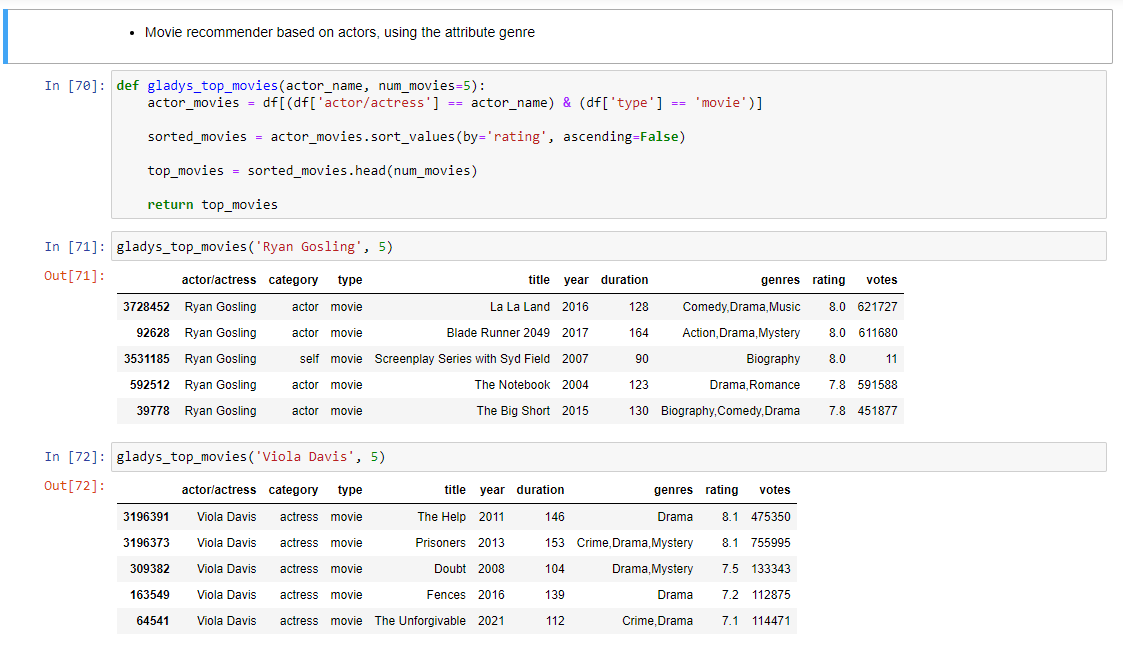 • Movie recommender based on actors, using the attribute genre
In [70]: def gladys_top_movies(actor_name, num_movies=5):
actor_movies = df[(df['actor/actress'] == actor_name) & (df['type'] == 'movie')]
sorted_movies = actor_movies.sort_values(by='rating', ascending=False)
top_movies = sorted_movies.head(num_movies)
return top_movies
In [71]: gladys_top_movies('Ryan Gosling', 5)
Out[71]:
actor/actress category type title year duration genres rating votes
3728452 Ryan Gosling actor movie La La Land 2016 128 Comedy,Drama,Music 8.0 621727
92628 Ryan Gosling actor movie Blade Runner 2049 2017 164 Action,Drama,Mystery 8.0 611680
3531185 Ryan Gosling self movie Screenplay Series with Syd Field 2007 90 Biography 8.0 11
592512 Ryan Gosling actor movie The Notebook 2004 123 Drama,Romance 7.8 591588
39778 Ryan Gosling actor movie The Big Short 2015 130 Biography,Comedy,Drama 7.8 451877
In [72]: gladys_top_movies('Viola Davis', 5)
Out[72]:
actor/actress category type title year duration genres rating votes
3196391 Viola Davis actress movie The Help 2011 146 Drama 8.1 475350
3196373 Viola Davis actress movie Prisoners 2013 153 Crime,Drama,Mystery 8.1 755995
309382 Viola Davis actress movie Doubt 2008 104 Drama,Mystery 7.5 133343
163549 Viola Davis actress movie Fences 2016 139 Drama 7.2 112875
64541 Viola Davis actress movie The Unforgivable 2021 112 Crime,Drama 7.1 114471